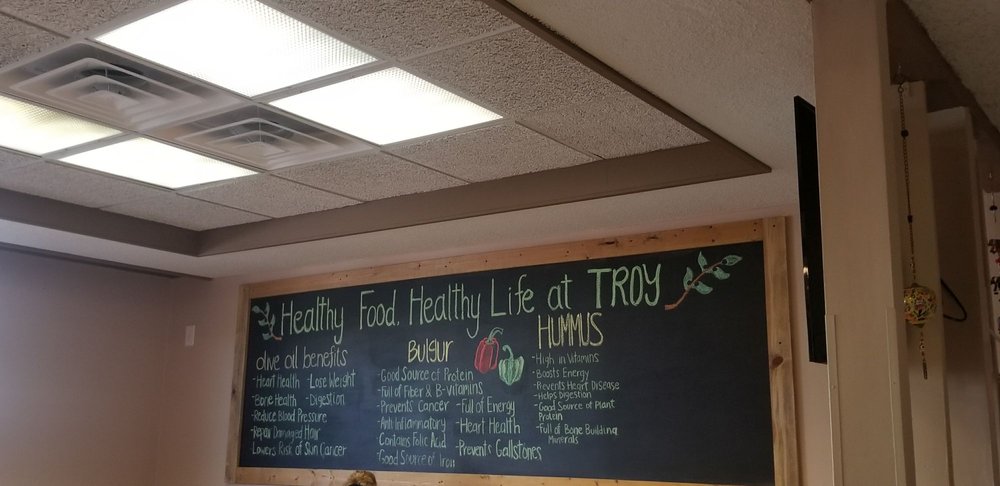 Healthy Food, Healthy Life at TROY
olive oil benefits
-Heart Health -Lose Weight
-Bone Health -Digestion
-Reduce Blood Pressure
-Repair Damaged Hair
Lowers Risk of Skin Cancer
Bulgur
-Good Source of Protein
-Full of Fiber & B-vitamins
-Prevents Cancer -Full of Energy
-Anti Inflammatory -Heart Health
-Contains Folic Acid -Prevents Gallstones
-Good Source of Iron
HUMMUS
-High in Vitamins
-Boosts Energy
-Prevents Heart Disease
-Helps Digestion
-Good Source of Plant
Protein
-Full of Bone Building
Minerals